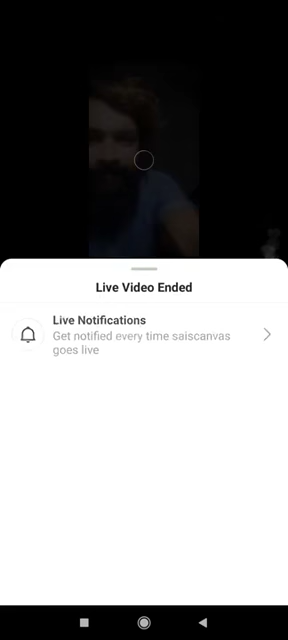 Live Video Ended
Live Notifications
Get notified every time saiscanvas
goes live